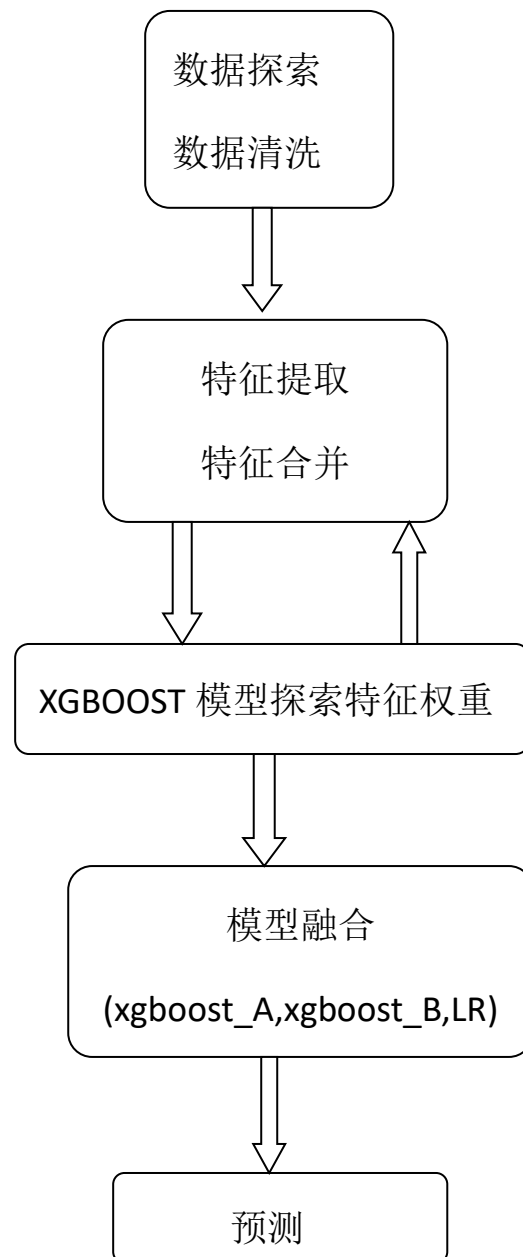 数据探索
数据清洗
特征提取
特征合并
XGBOOST 模型探索特征权重
模型融合
(xgboost_A,xgboost_B,LR)
预测